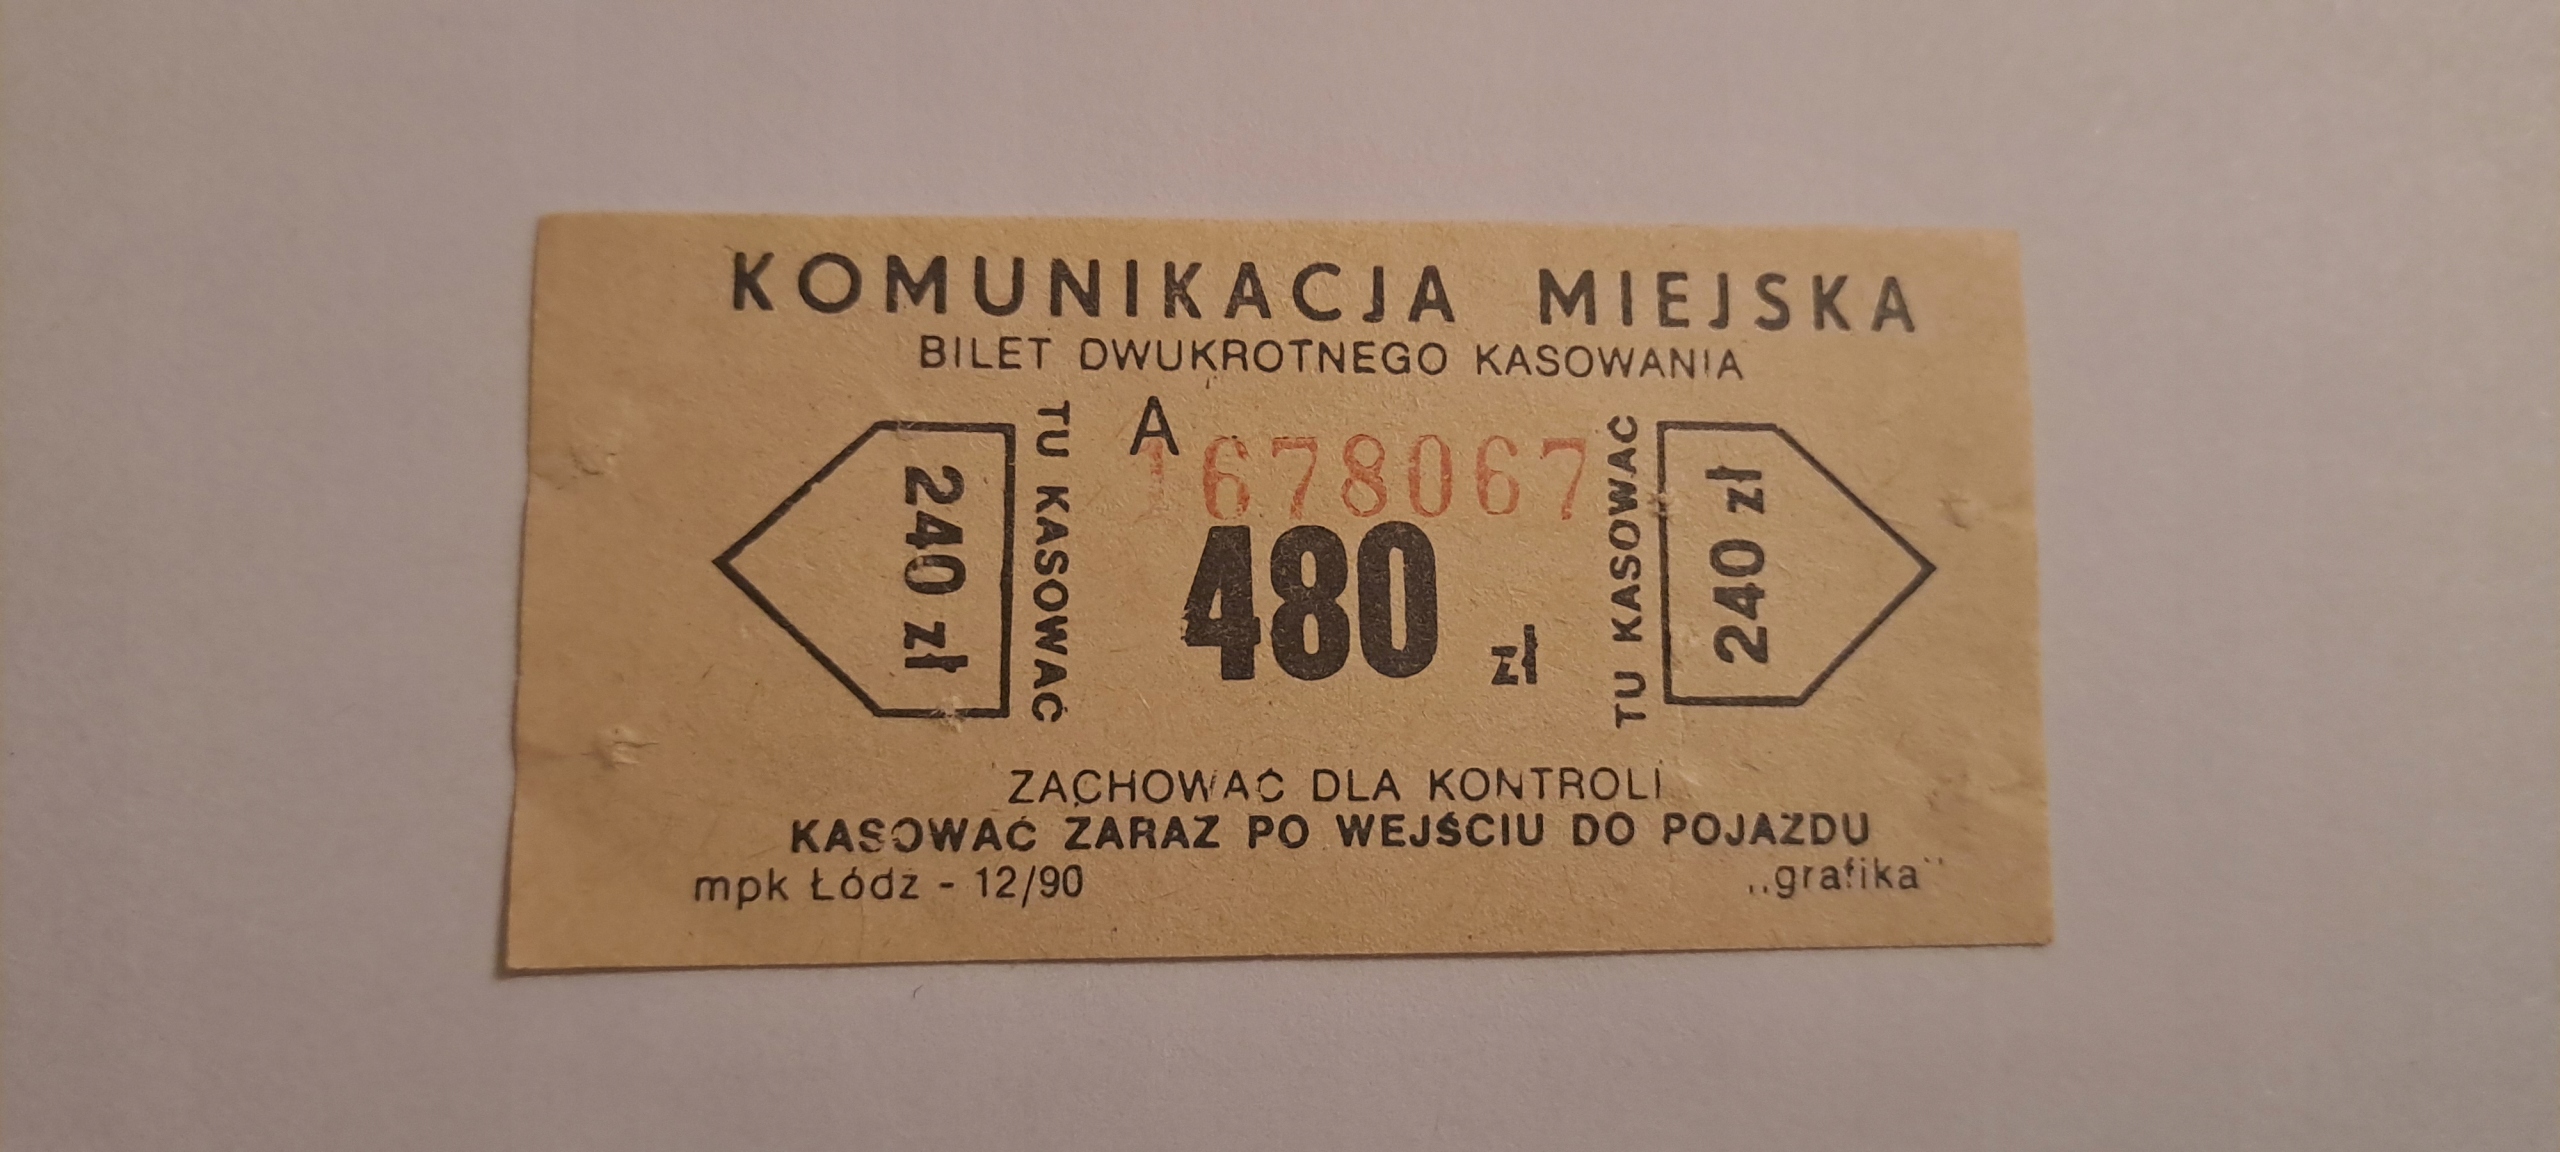 KOMUNIKACJA MIEJSKA
BILET DWUKROTNEGO KASOWANIA
240 zł
TU KASOWAĆ
A
1678067
480 zł
TU KASOWAĆ
240 zł
ZACHOWAĆ DLA KONTROLI
KASOWAĆ ZARAZ PO WEJŚCIU DO POJAZDU
mpk Łódź - 12/90
„grafika”